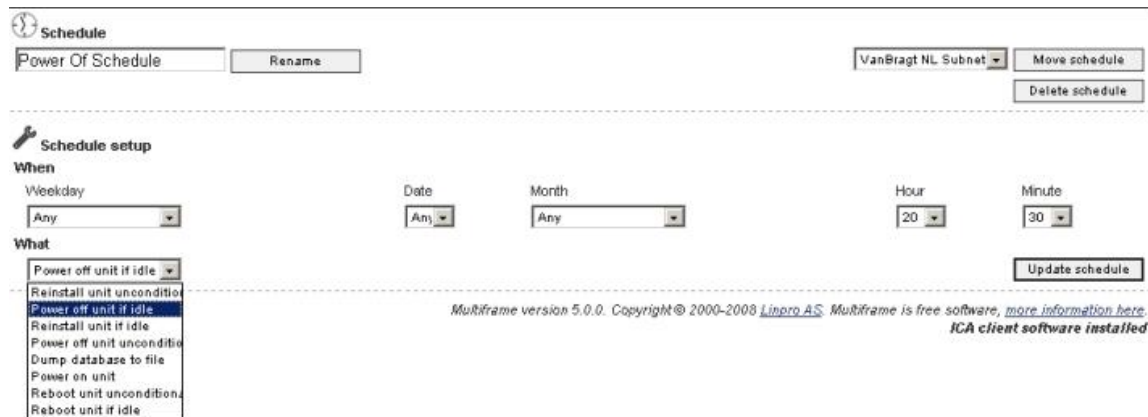 Schedule
Power Of Schedule Rename VanBragt NL Subnet Move schedule
Delete schedule
Schedule setup
When
Weekday Date Month Hour Minute
Any Any Any 20 30
What
Power off unit if idle Update schedule
Reinstall unit uncondition
Power off unit if idle
Reinstall unit if idle
Power off unit unconditio
Dump database to file
Power on unit
Reboot unit unconditiona
Reboot unit if idle
Multiframe version 5.0.0. Copyright © 2000-2008 Linpro AS. Multiframe is free software, more information here.
ICA client software installed